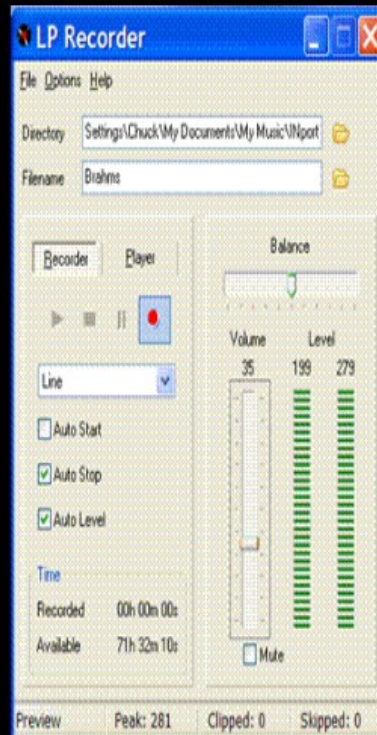 LP Recorder
File Options Help
Directory Settings\Chuck\My Documents\My Music\INport
Filename Brahms
Recorder Player
Balance
Volume Level
35 199 279
Line
Auto Start
Auto Stop
Auto Level
Time
Recorded 00h 00m 00s
Available 71h 32m 10s
Mute
Preview Peak: 281 Clipped: 0 Skipped: 0